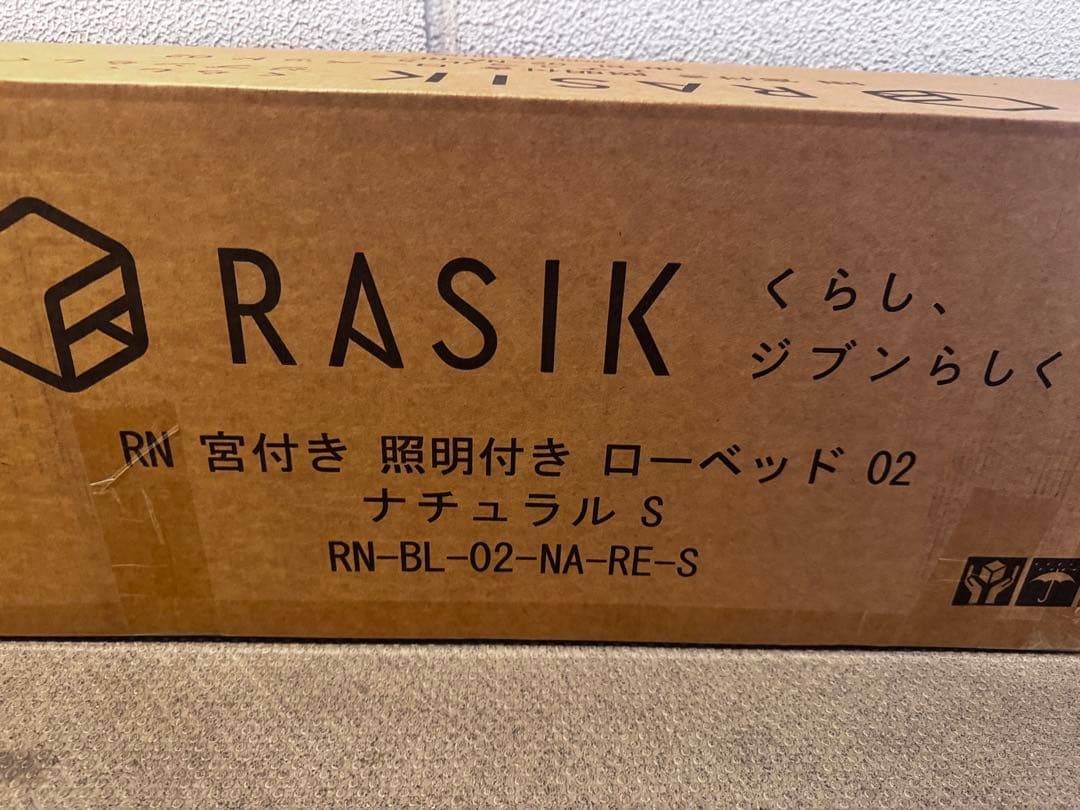 RASIK
RASIK
くらし、
ジブンらしく
RN 宮付き 照明付き ローベッド 02
ナチュラル S
RN-BL-02-NA-RE-S